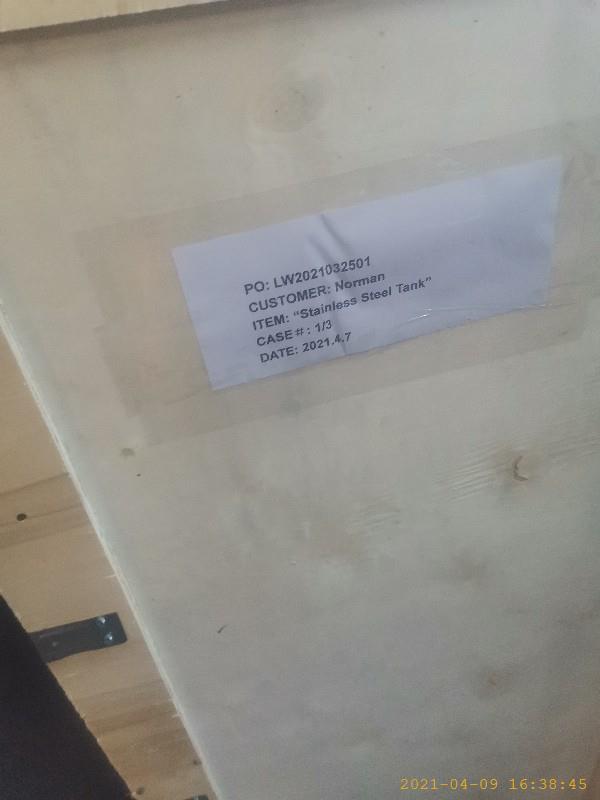 PO: LW2021032501
CUSTOMER: Norman
ITEM: “Stainless Steel Tank”
CASE#: 1/3
DATE: 2021.4.7
2021-04-09 16:38:45